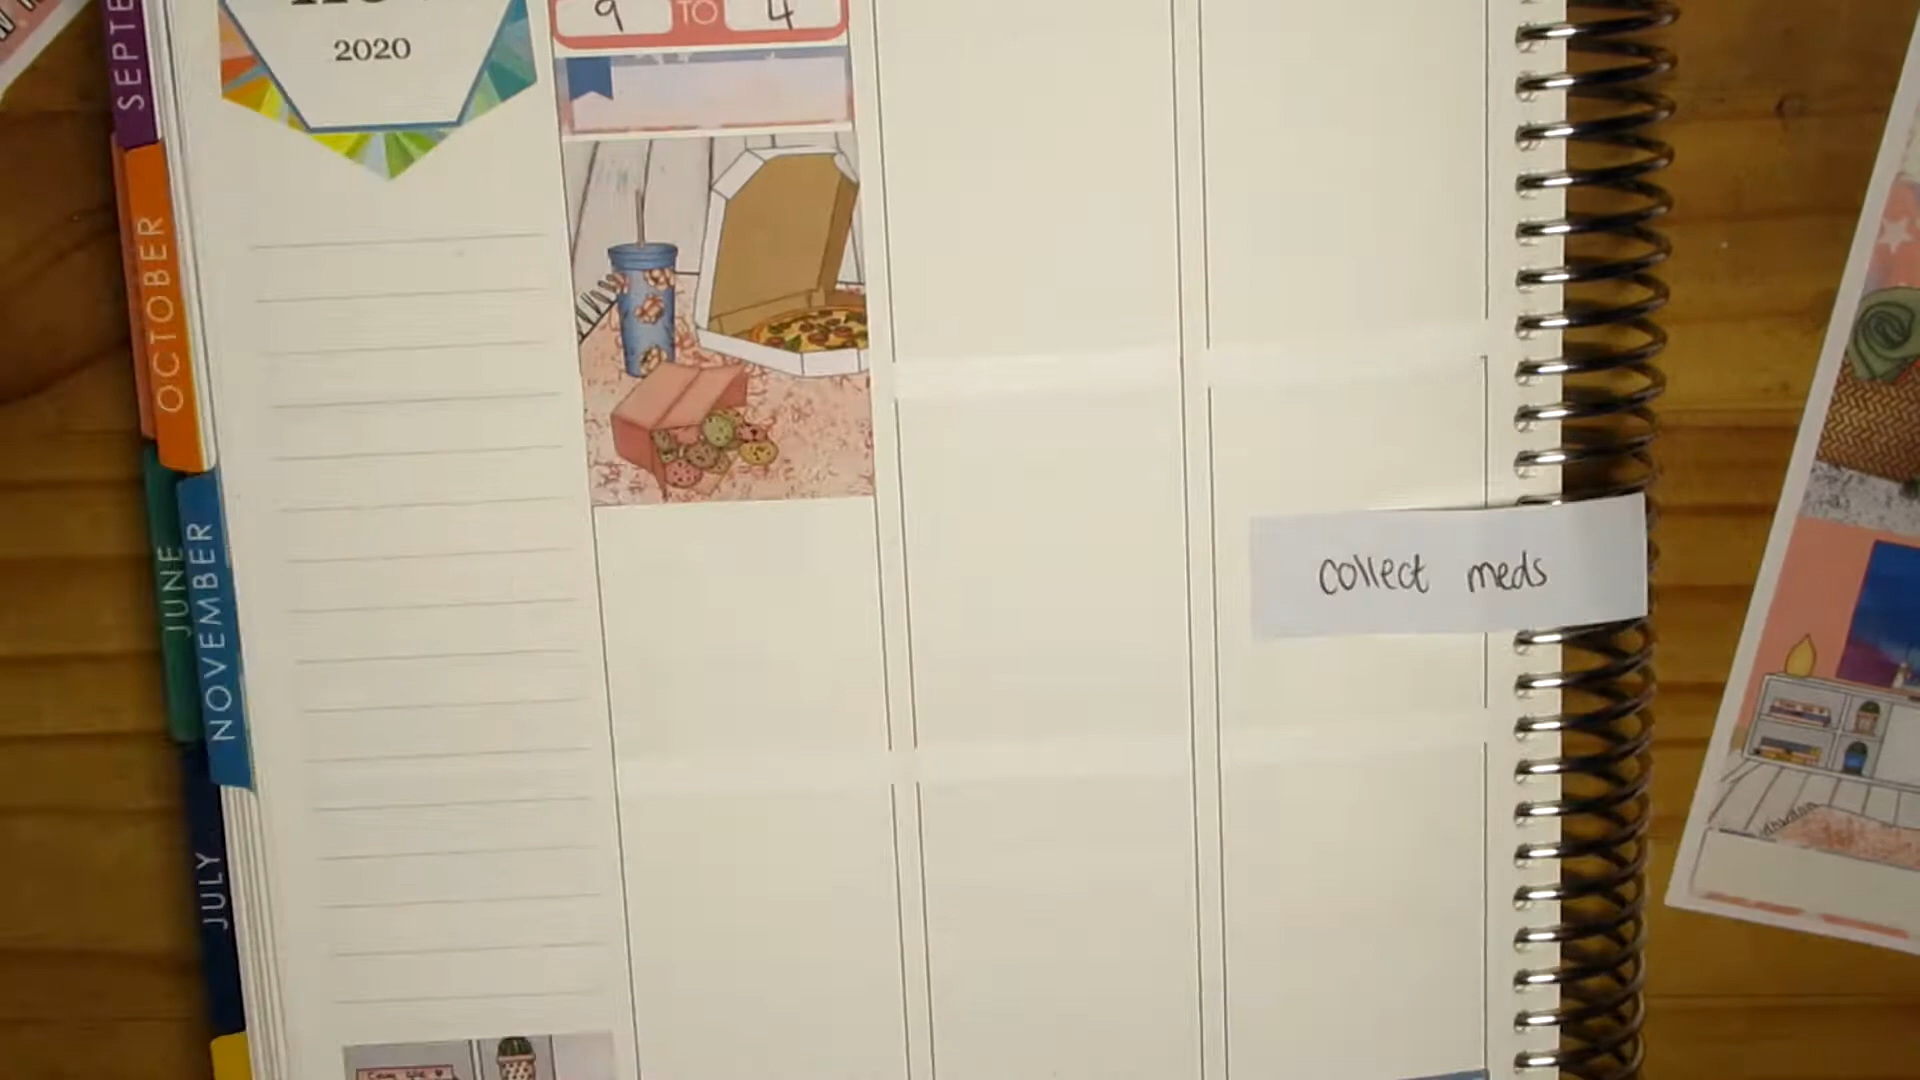 2020
9 TO 4
SEPTE
OCTOBER
JUNE
NOVEMBER
JULY
collect meds